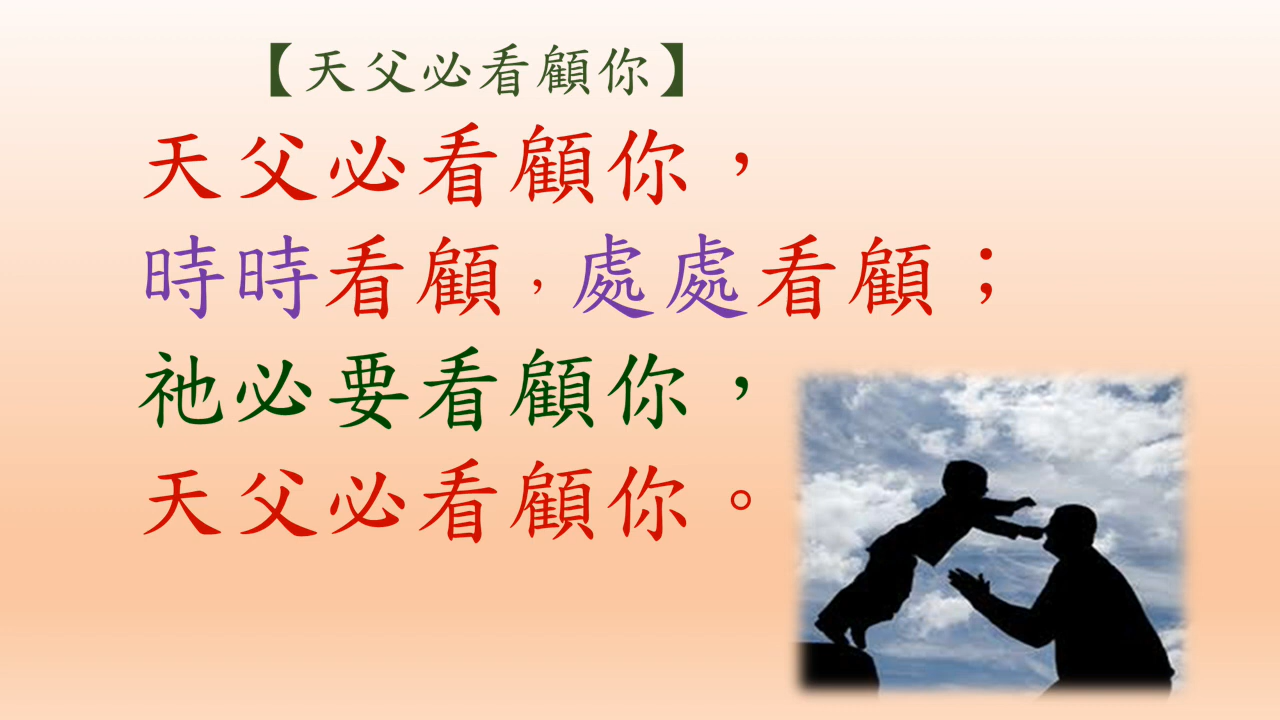 【天父必看顧你】
天父必看顧你，
時時看顧，處處看顧；
祂必要看顧你，
天父必看顧你。